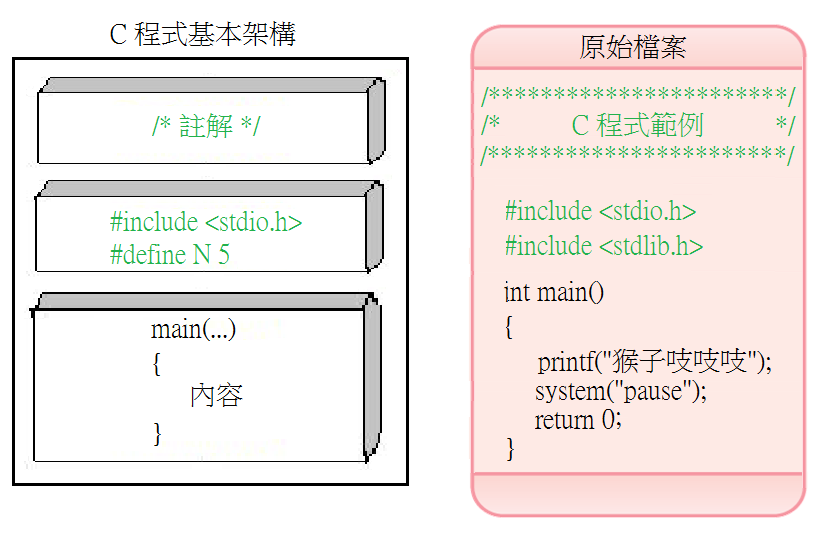 C 程式基本架構
/* 註解 */
#include <stdio.h>
#define N 5
main(...)
{
內容
}
原始檔案
/***********************/
/* C 程式範例 */
/***********************/
#include <stdio.h>
#include <stdlib.h>
int main()
{
printf("猴子吱吱吱");
system("pause");
return 0;
}